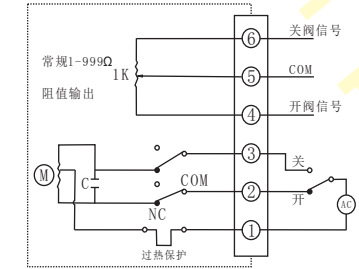 ⑥ 关阀信号
常规1-999Ω
1K
⑤ COM
阻值输出
④ 开阀信号
③ 关
M
C
COM
② 开
AC
NC
①
过热保护